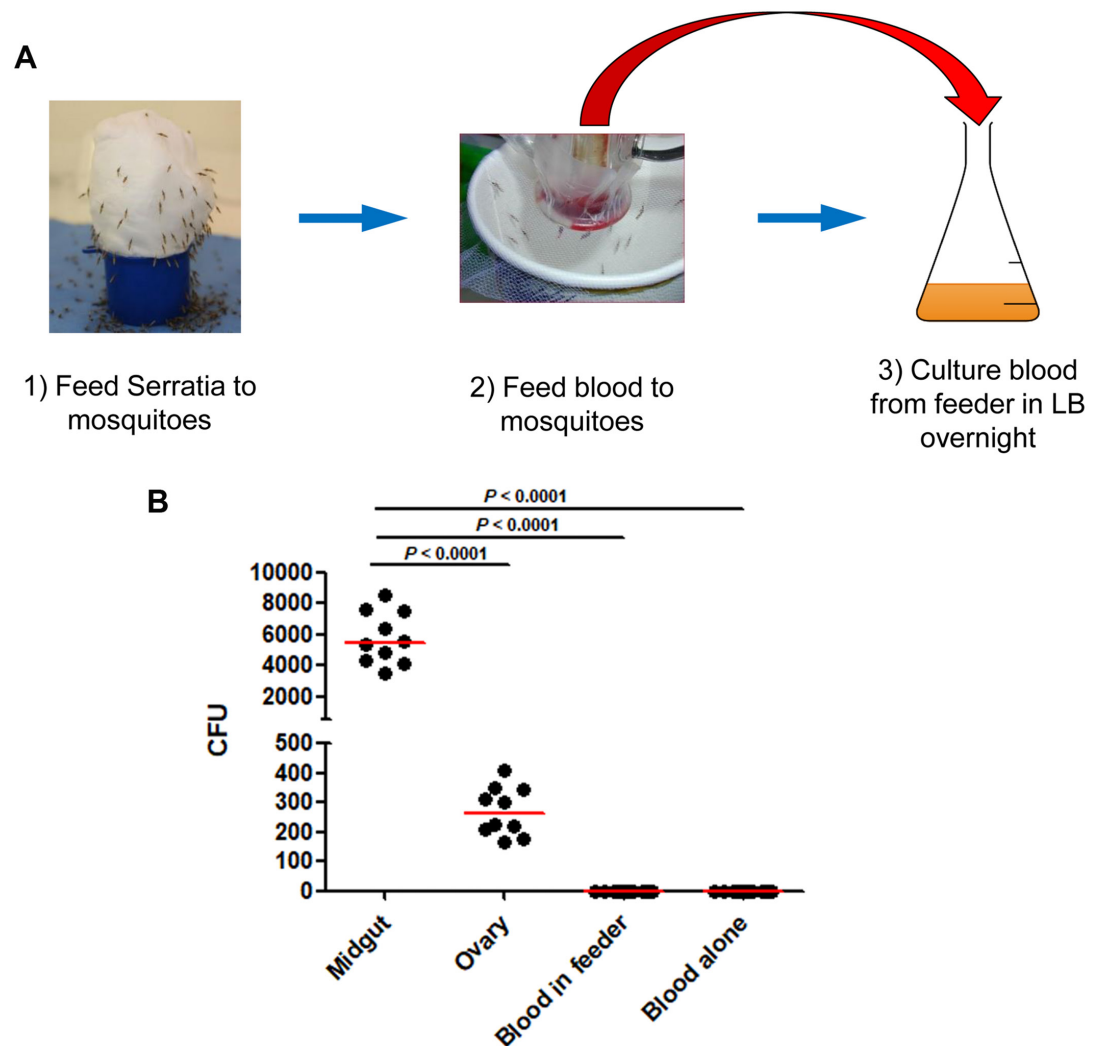 A
1) Feed Serratia to
mosquitoes
2) Feed blood to
mosquitoes
3) Culture blood
from feeder in LB
overnight
B
P < 0.0001
P < 0.0001
P < 0.0001
CFU
10000
8000
6000
4000
2000
500
400
300
200
100
0
Midgut
Ovary
Blood in feeder
Blood alone